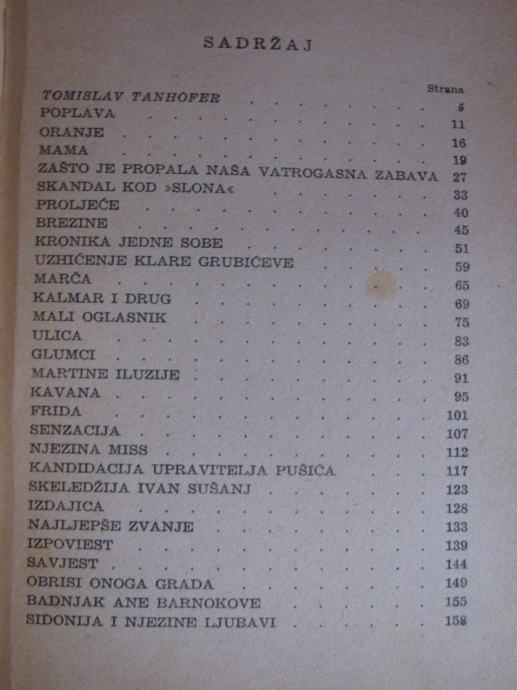 SADRŽAJ
Strana
TOMISLAV TANHOFER . . . . . . . 5
POPLAVA . . . . . . . . . . 11
ORANJE . . . . . . . . . . 16
MAMA . . . . . . . . . . 19
ZAŠTO JE PROPALA NAŠA VATROGASNA ZABAVA 27
SKANDAL KOD »SLONA« . . . . . . 33
PROLJEĆE . . . . . . . . . . 40
BREZINE . . . . . . . . . . 45
KRONIKA JEDNE SOBE . . . . . . . 51
UZHIĆENJE KLARE GRUBIĆEVE . . . . 59
MARČA . . . . . . . . . . 65
KALMAR I DRUG . . . . . . . . 69
MALI OGLASNIK . . . . . . . . 75
ULICA . . . . . . . . . . 83
GLUMCI . . . . . . . . . . 86
MARTINE ILUZIJE . . . . . . . . 91
KAVANA . . . . . . . . . . 95
FRIDA . . . . . . . . . . 101
SENZACIJA . . . . . . . . . 107
NJEZINA MISS . . . . . . . . 112
KANDIDACIJA UPRAVITELJA PUŠIĆA . . . 117
SKELEDŽIJA IVAN SUŠANJ . . . . . . 123
IZDAJICA . . . . . . . . . . 128
NAJLJEPŠE ZVANJE . . . . . . . 133
IZPOVIEST . . . . . . . . . 139
SAVJEST . . . . . . . . . . 144
OBRISI ONOGA GRADA . . . . . . . 149
BADNJAK ANE BARNOKOVE . . . . . 155
SIDONIJA I NJEZINE LJUBAVI . . . . . 158